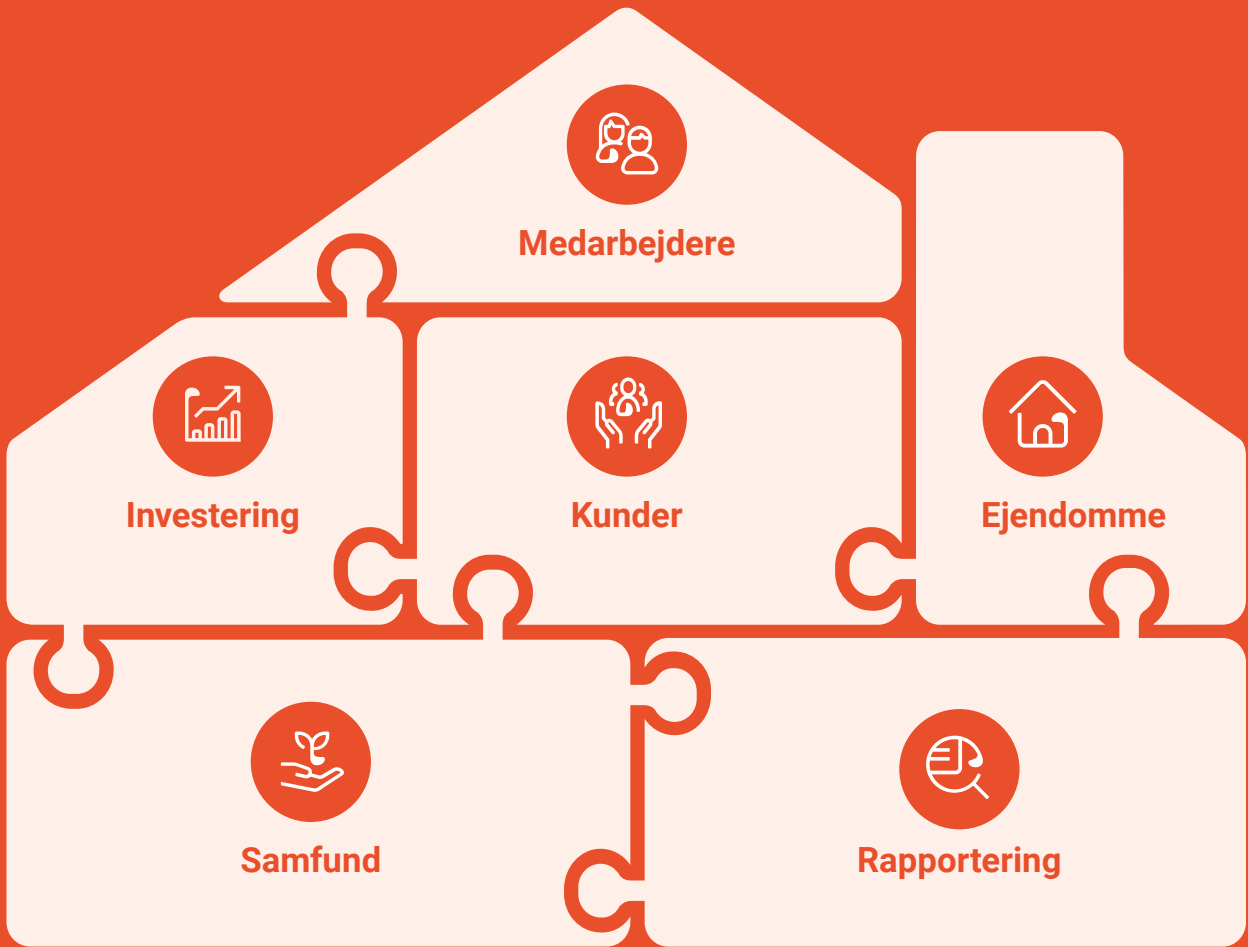 Medarbejdere
Investering
Kunder
Ejendomme
Samfund
Rapportering